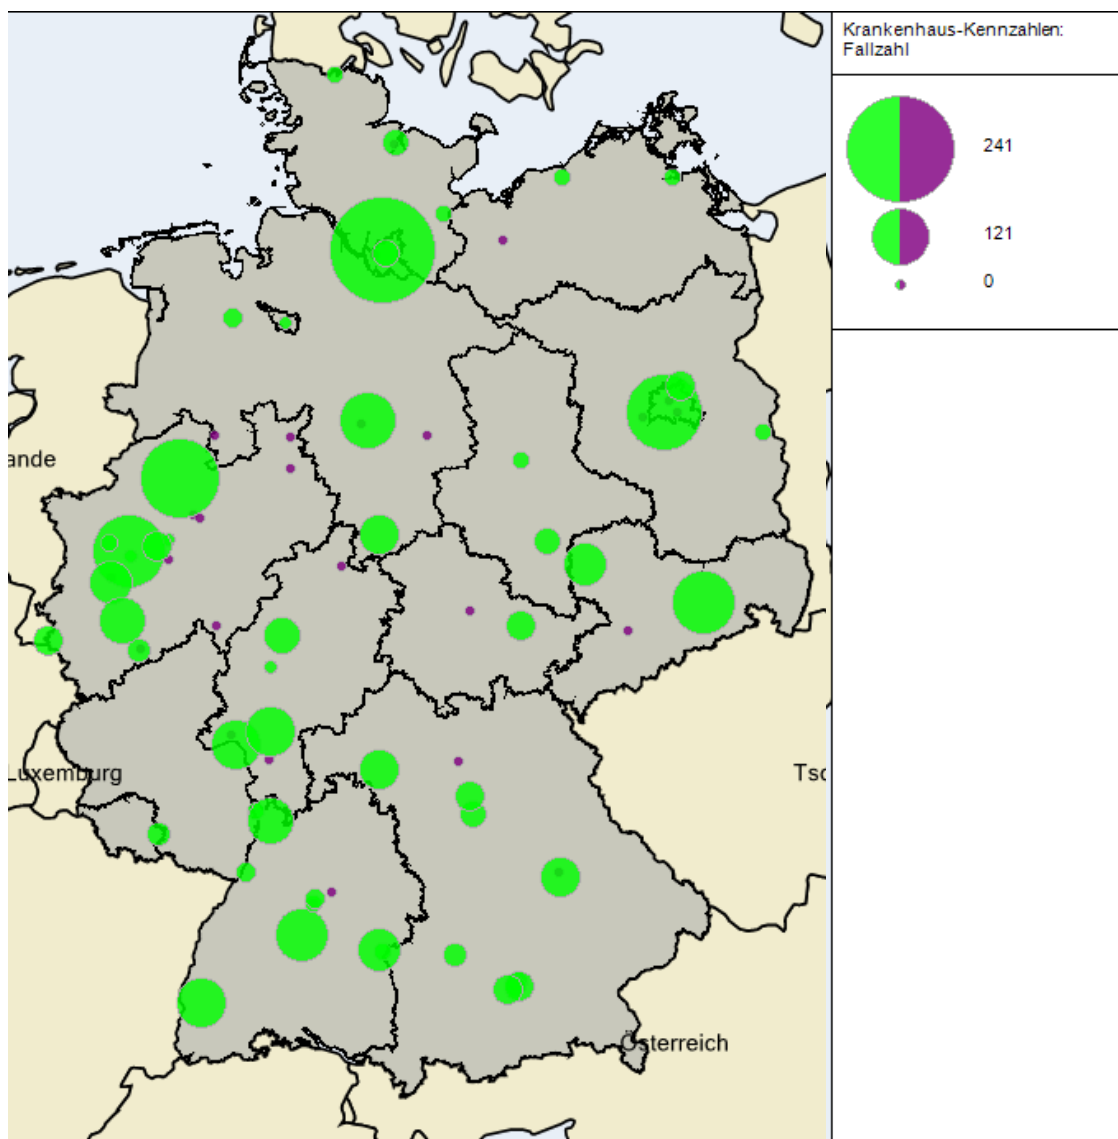 Krankenhaus-Kennzahlen:
Fallzahl
241
121
0
ande
Luxemburg
Tsc
Österreich